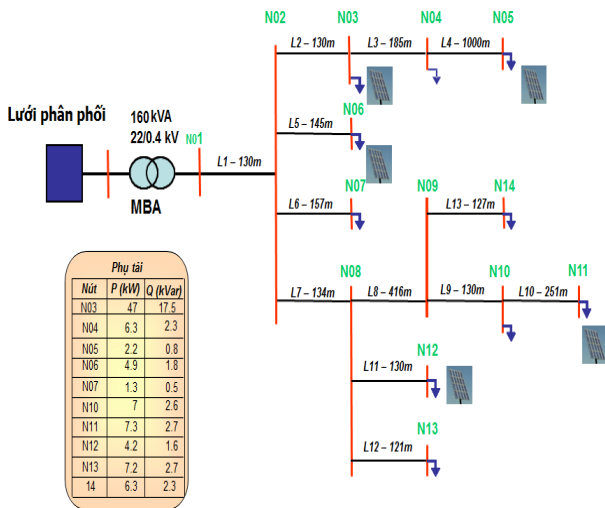 N02
N03
N04
N05
L2 – 130m
L3 – 185m
L4 – 1000m
Lưới phân phối
160kVA
22/0.4 kV
N01
N06
L5 – 145m
L1 – 130m
MBA
N07
N09
N14
L6 – 157m
L13 – 127m
N08
N10
N11
L7 – 134m
L8 – 416m
L9 – 130m
L10 – 251m
N12
L11 – 130m
N13
L12 – 121m
Phụ tải
Nút P (kW) Q (kVar)
N03 47 17.5
N04 6.3 2.3
N05 2.2 0.8
N06 4.9 1.8
N07 1.3 0.5
N10 7 2.6
N11 7.3 2.7
N12 4.2 1.6
N13 7.2 2.7
14 6.3 2.3